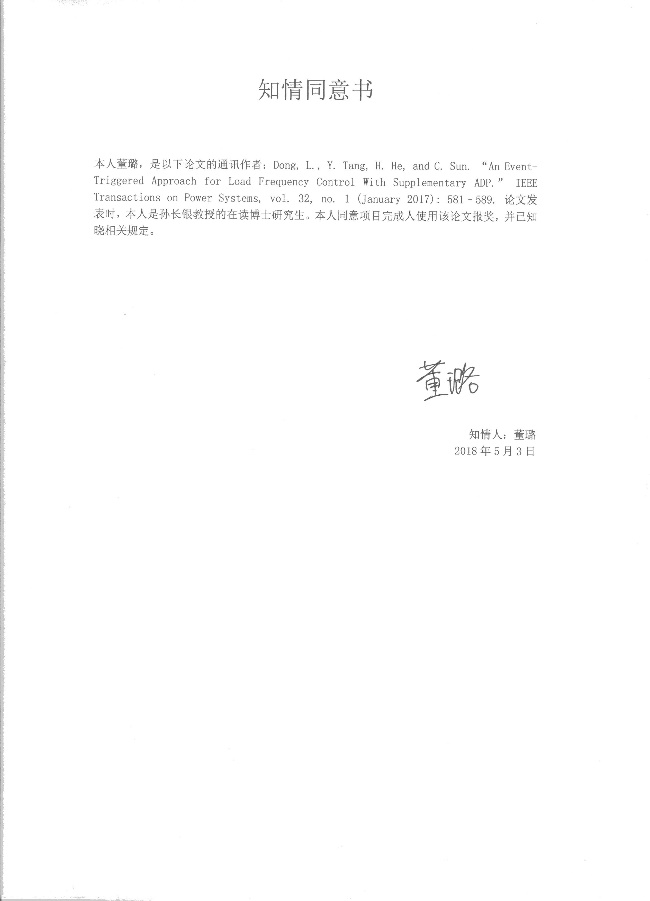 知情同意书
本人董璐，是以下论文的通讯作者：Dong, L., Y. Tang, H. He, and C. Sun. “An Event-
Triggered Approach for Load Frequency Control With Supplementary ADP.” IEEE
Transactions on Power Systems, vol. 32, no. 1 (January 2017): 581–589. 论文发
表时，本人是孙长银教授的在读博士研究生。本人同意项目完成人使用该论文报奖，并已知
晓相关规定。
董璐
知情人：董璐
2018 年 5 月 3 日